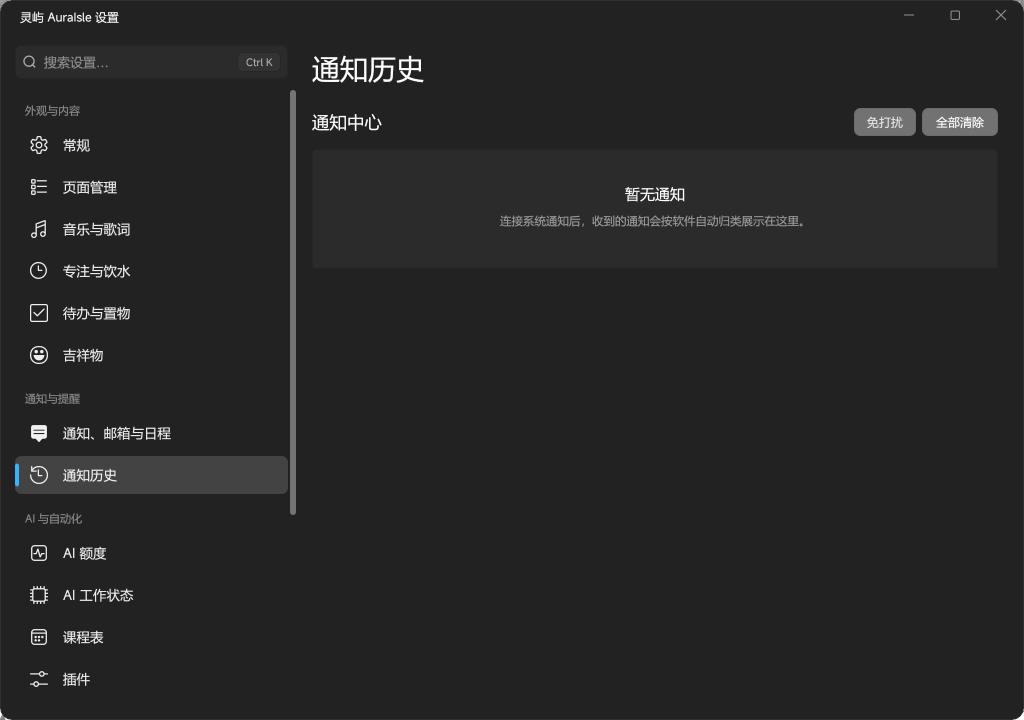 灵屿 AuraIsle 设置
搜索设置...
Ctrl K
外观与内容
常规
页面管理
音乐与歌词
专注与饮水
待办与置物
吉祥物
通知与提醒
通知、邮箱与日程
通知历史
AI 与自动化
AI 额度
AI 工作状态
课程表
插件
通知历史
通知中心
免打扰
全部清除
暂无通知
连接系统通知后，收到的通知会按软件自动归类展示在这里。